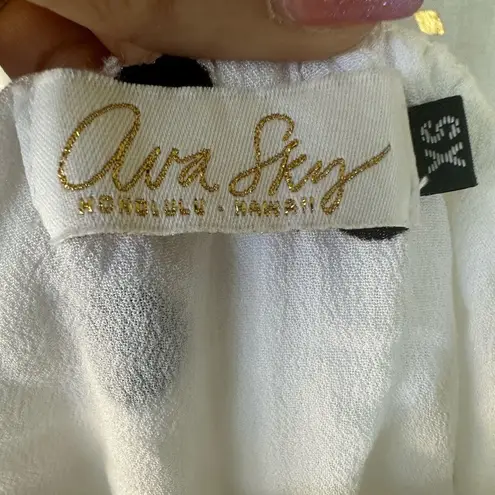 Ava Sky
HONOLULU . HAWAII
XS